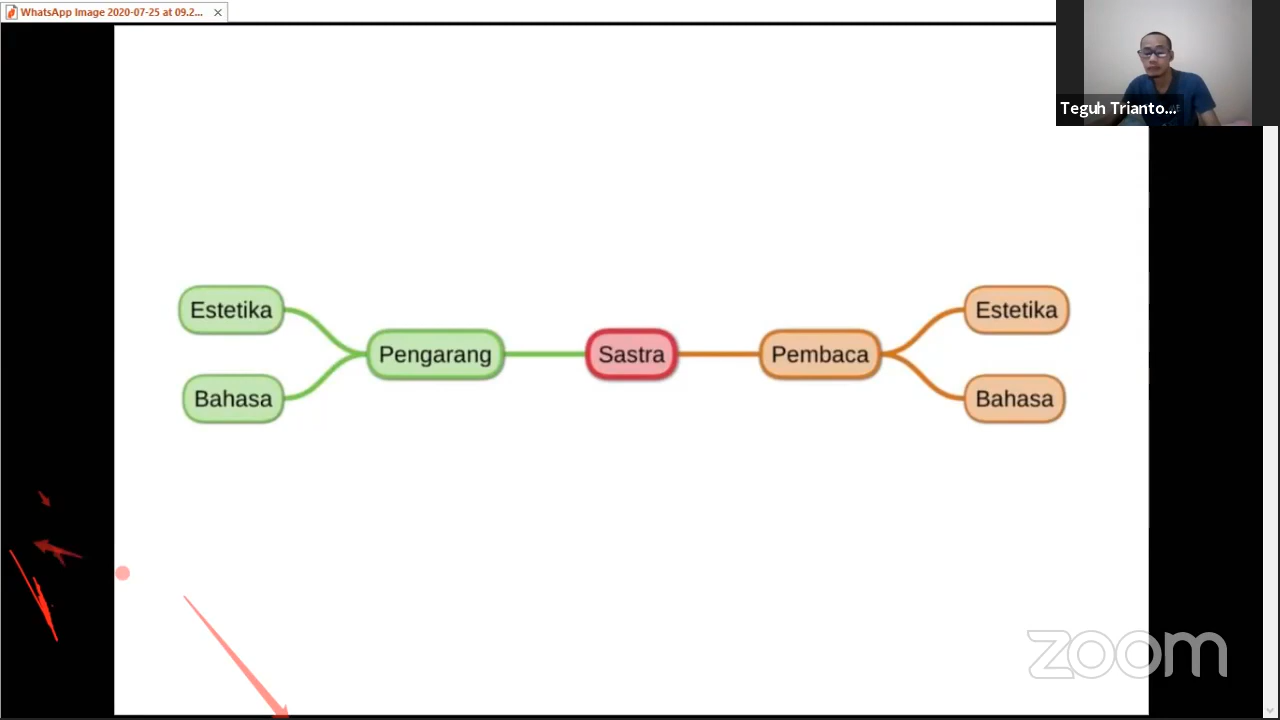 WhatsApp Image 2020-07-25 at 09.2...
Teguh Trianto...
Estetika
Bahasa
Pengarang
Sastra
Pembaca
Estetika
Bahasa
zoom